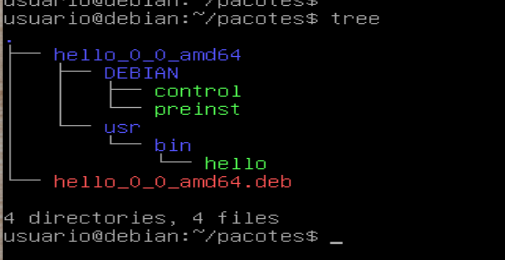 usuario@debian:~/pacotes$
usuario@debian:~/pacotes$ tree
.
├── hello_0_0_amd64
│   ├── DEBIAN
│   │   ├── control
│   │   └── preinst
│   └── usr
│       └── bin
│           └── hello
└── hello_0_0_amd64.deb
4 directories, 4 files
usuario@debian:~/pacotes$ _